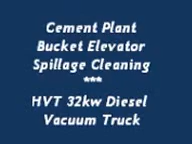 Cement Plant
Bucket Elevator
Spillage Cleaning
***
HVT 32kw Diesel
Vacuum Truck